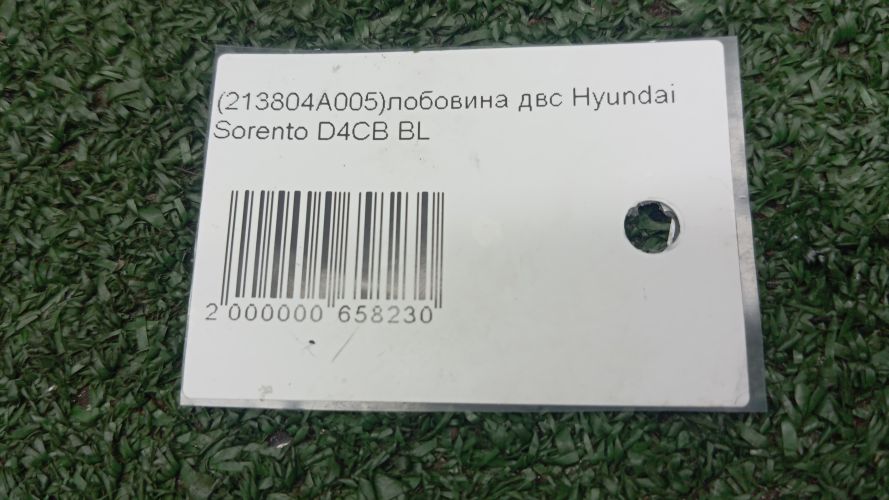 (213804A005)лобовина двс Hyundai
Sorento D4CB BL
2 000000 658230